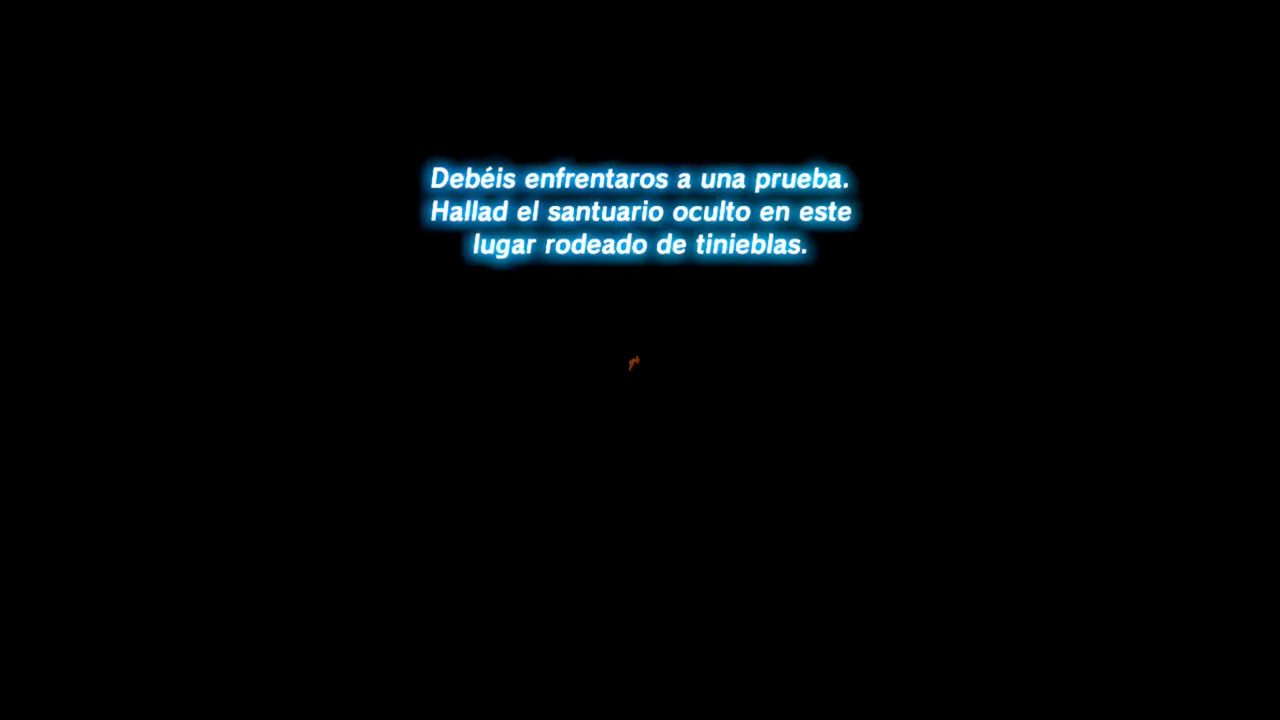 Debéis enfrentaros a una prueba.
Hallad el santuario oculto en este
lugar rodeado de tinieblas.